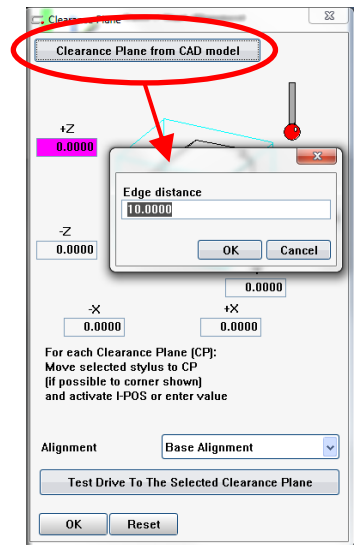 Clearance Plane
Clearance Plane from CAD model
+Z
0.0000
Edge distance
10.0000
OK Cancel
-Z
0.0000
0.0000
-X +X
0.0000 0.0000
For each Clearance Plane (CP):
Move selected stylus to CP
(if possible to corner shown)
and activate I-POS or enter value
Alignment Base Alignment
Test Drive To The Selected Clearance Plane
OK Reset